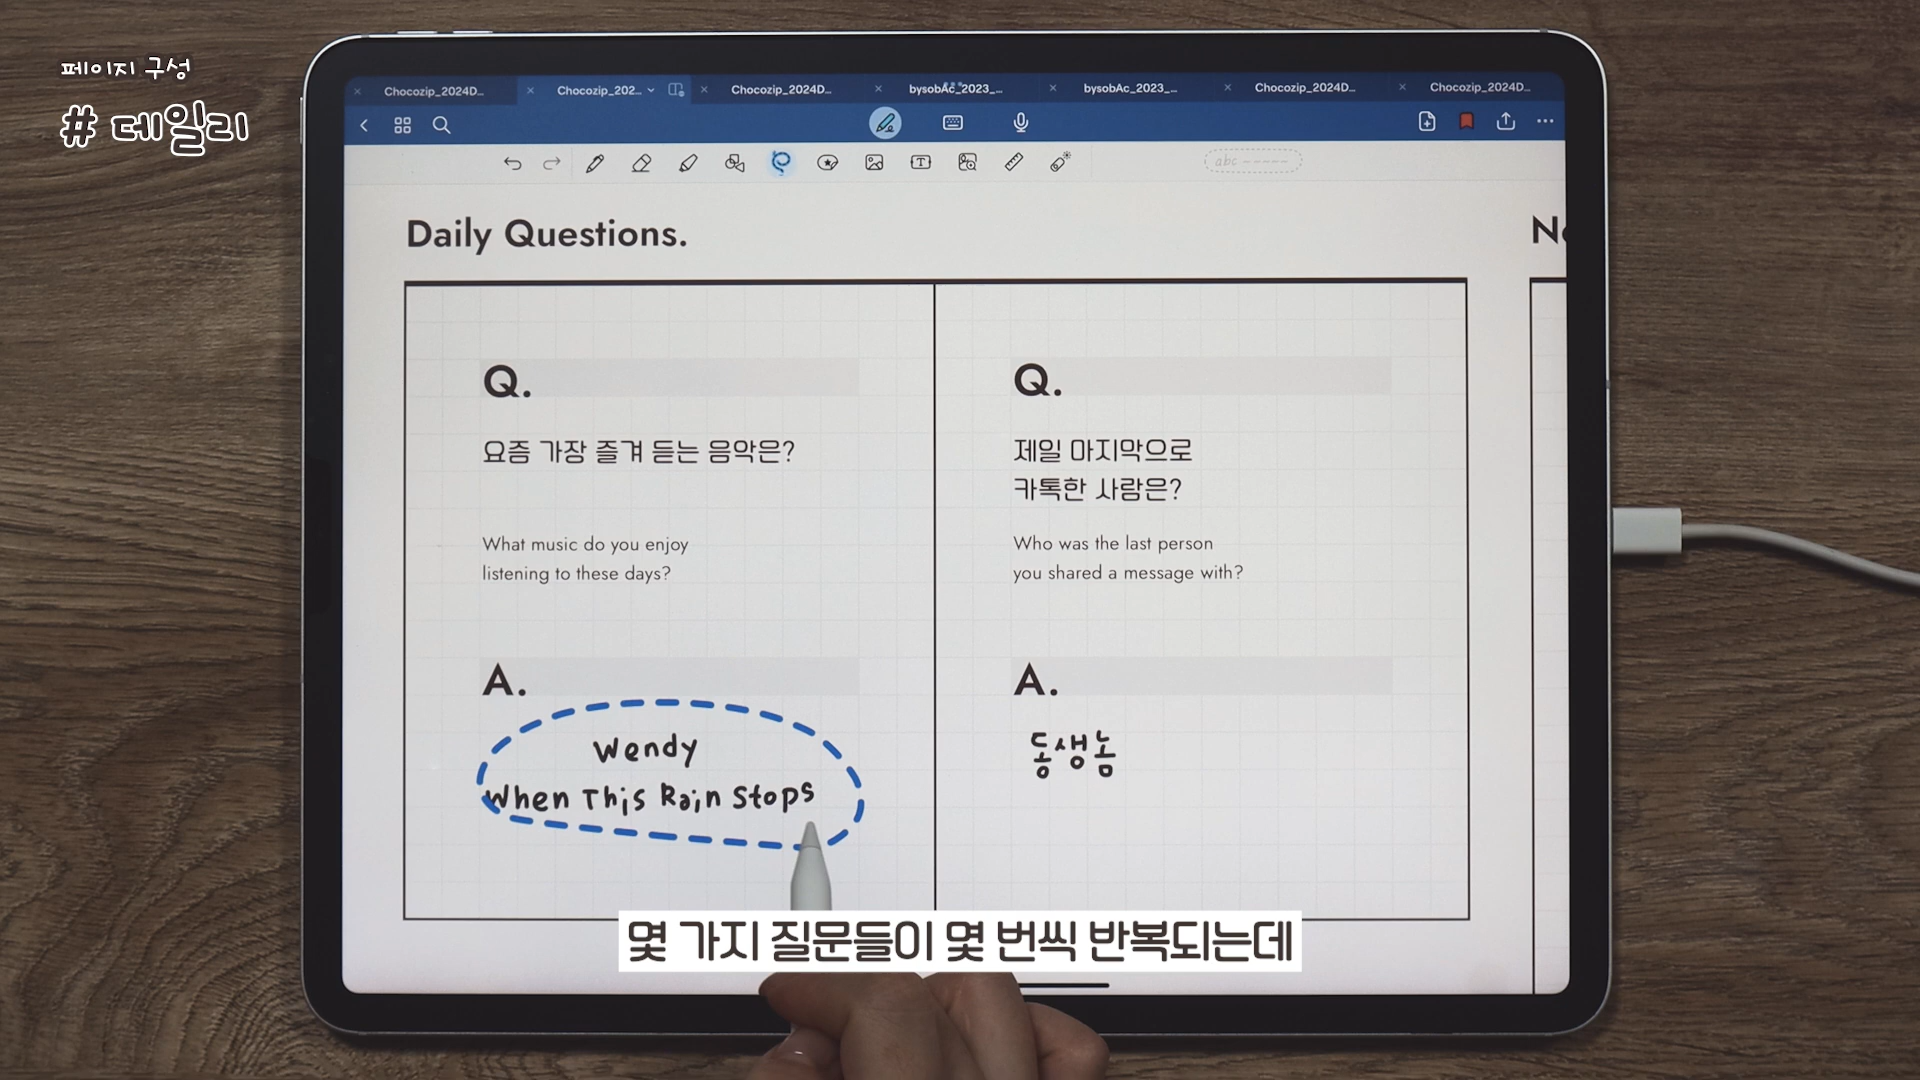 페이지 구성
# 데일리
Chocozip_2024D...
Chocozip_202...
Chocozip_2024D...
bysobAc_2023_...
bysobAc_2023_...
Chocozip_2024D...
Chocozip_2024D...
abc
Daily Questions.
Q.
요즘 가장 즐겨 듣는 음악은?
What music do you enjoy
listening to these days?
A.
Wendy
When This Rain Stops
Q.
제일 마지막으로
카톡한 사람은?
Who was the last person
you shared a message with?
A.
동생놈
몇 가지 질문들이 몇 번씩 반복되는데